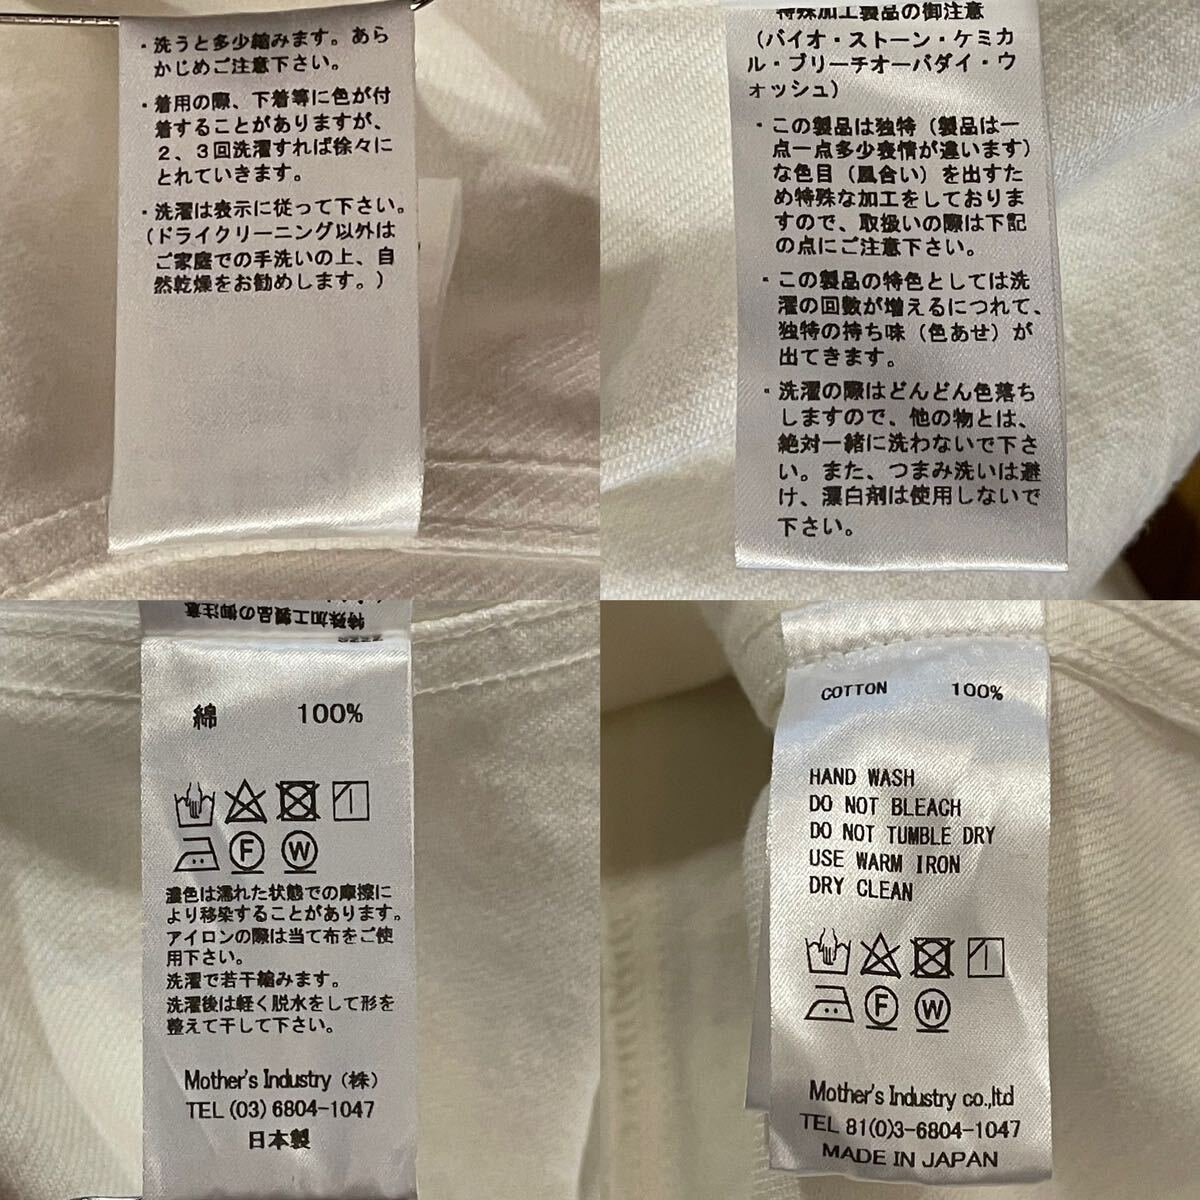 ・洗うと多少縮みます。あら
かじめご注意下さい。
・着用の際、下着等に色が付
着することがありますが、
２、３回洗濯すれば徐々に
とれていきます。
・洗濯は表示に従って下さい。
（ドライクリーニング以外は
ご家庭での手洗いの上、自
然乾燥をお勧めします。）
特殊加工製品の御注意
（バイオ・ストーン・ケミカ
ル・ブリーチオーバダイ・ウ
ォッシュ）
・この製品は独特（製品は一
点一点多少表情が違います）
な色目（風合い）を出すた
め特殊な加工をしておりま
すので、取扱いの際は下記
の点にご注意下さい。
・この製品の特色としては洗
濯の回数が増えるにつれて、
独特の持ち味（色あせ）が
出てきます。
・洗濯の際はどんどん色落ち
しますので、他の物とは、
絶対一緒に洗わないで下さ
い。また、つまみ洗いは避
け、漂白剤は使用しないで
下さい。
特殊加工製品の御注意
綿 100%
F W
濃色は濡れた状態での摩擦に
より移染することがあります。
アイロンの際は当て布をご使
用下さい。
洗濯で若干縮みます。
洗濯後は軽く脱水をして形を
整えて干して下さい。
Mother's Industry（株）
TEL (03) 6804-1047
日本製
COTTON 100%
HAND WASH
DO NOT BLEACH
DO NOT TUMBLE DRY
USE WARM IRON
DRY CLEAN
F W
Mother's Industry co.,ltd
TEL 81(0)3-6804-1047
MADE IN JAPAN